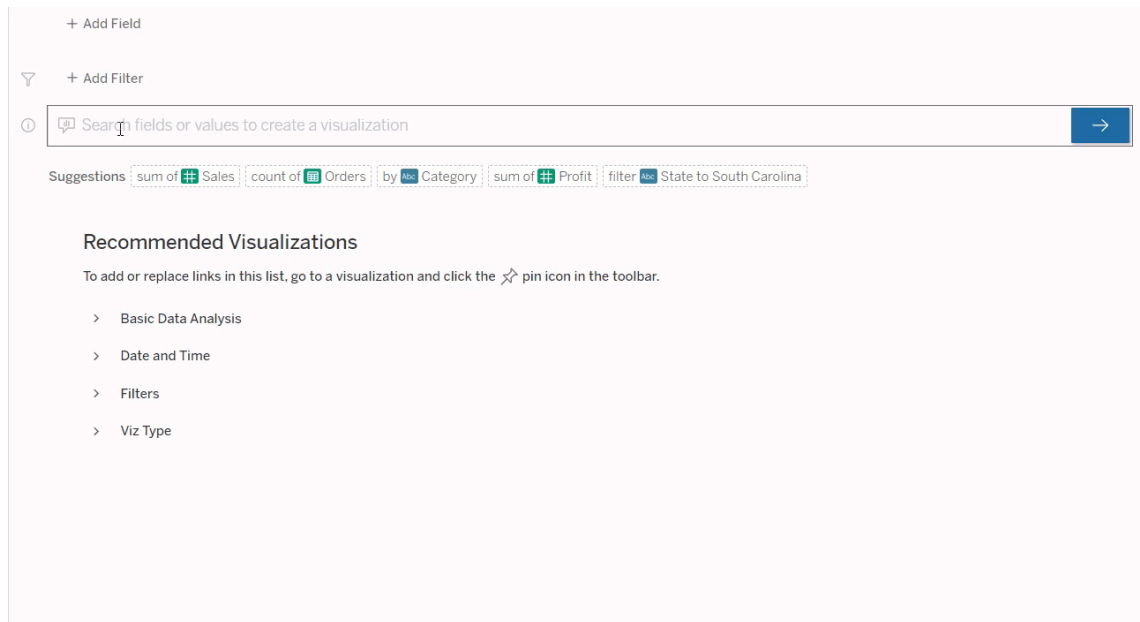 + Add Field
+ Add Filter
Search fields or values to create a visualization
Suggestions sum of # Sales count of Orders by Abc Category sum of # Profit filter Abc State to South Carolina
Recommended Visualizations
To add or replace links in this list, go to a visualization and click the pin icon in the toolbar.
Basic Data Analysis
Date and Time
Filters
Viz Type